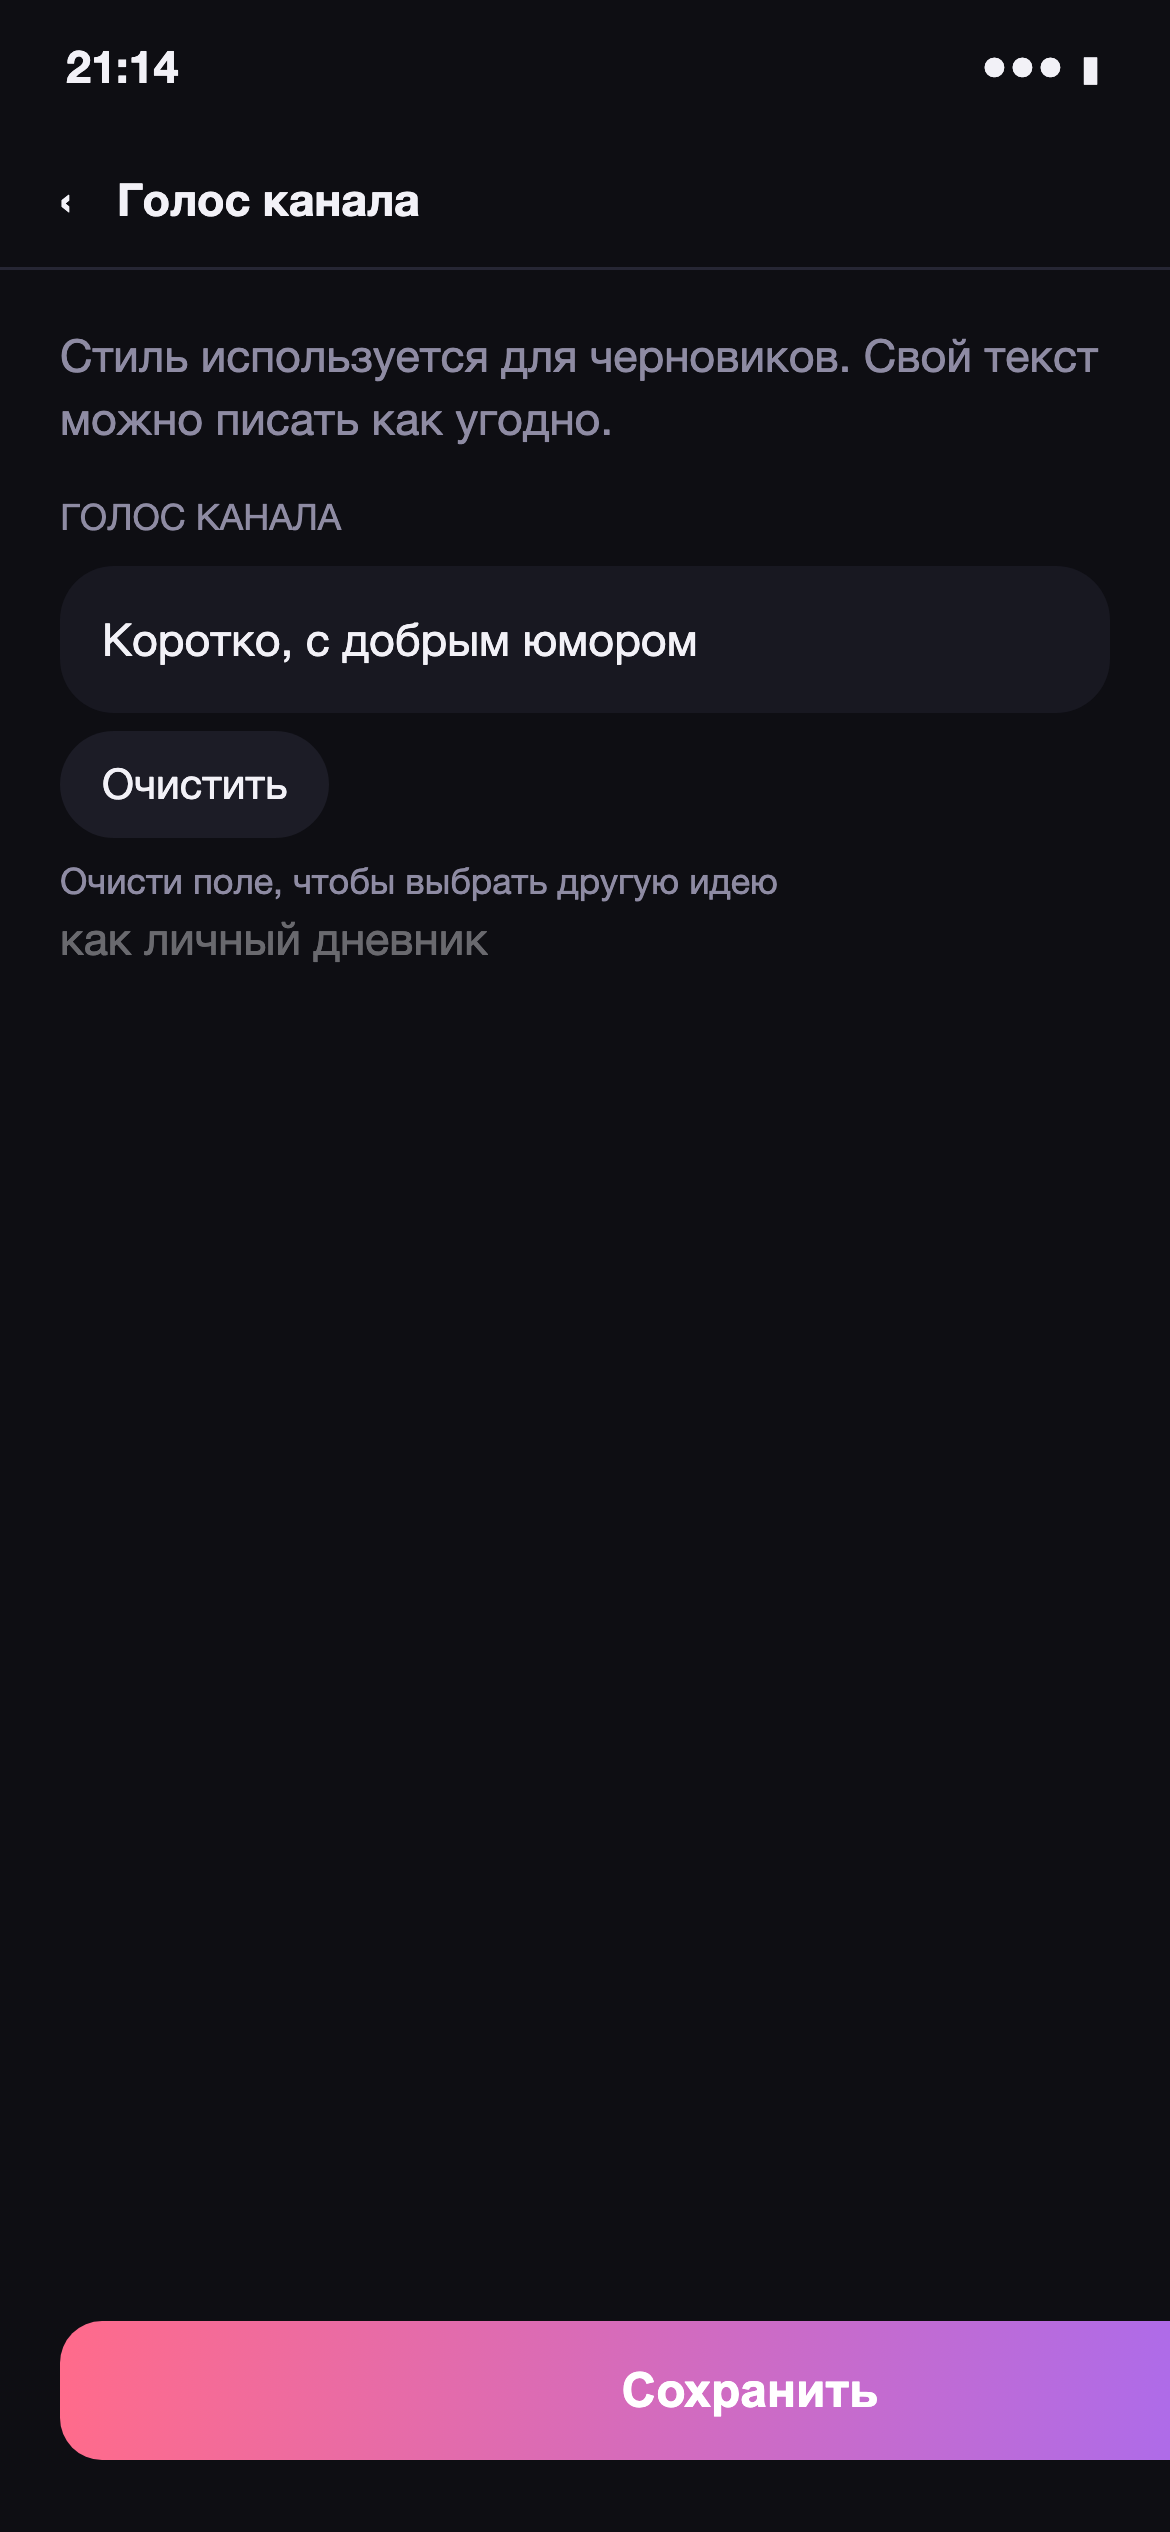 21:14
‹ Голос канала
Стиль используется для черновиков. Свой текст
можно писать как угодно.
ГОЛОС КАНАЛА
Коротко, с добрым юмором
Очистить
Очисти поле, чтобы выбрать другую идею
как личный дневник
Сохранить